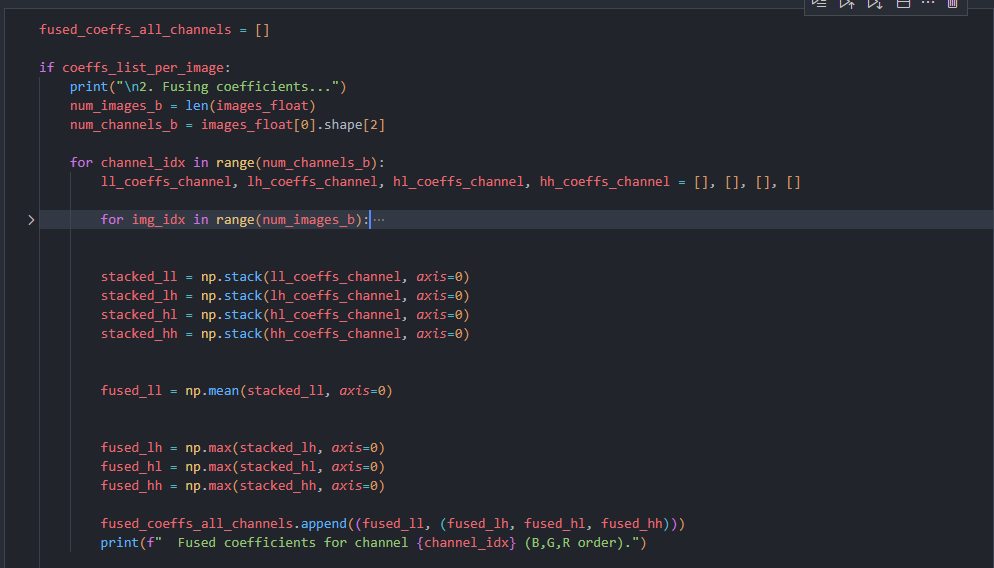 fused_coeffs_all_channels = []
if coeffs_list_per_image:
print("\n2. Fusing coefficients...")
num_images_b = len(images_float)
num_channels_b = images_float[0].shape[2]
for channel_idx in range(num_channels_b):
ll_coeffs_channel, lh_coeffs_channel, hl_coeffs_channel, hh_coeffs_channel = [], [], [], []
for img_idx in range(num_images_b):···
stacked_ll = np.stack(ll_coeffs_channel, axis=0)
stacked_lh = np.stack(lh_coeffs_channel, axis=0)
stacked_hl = np.stack(hl_coeffs_channel, axis=0)
stacked_hh = np.stack(hh_coeffs_channel, axis=0)
fused_ll = np.mean(stacked_ll, axis=0)
fused_lh = np.max(stacked_lh, axis=0)
fused_hl = np.max(stacked_hl, axis=0)
fused_hh = np.max(stacked_hh, axis=0)
fused_coeffs_all_channels.append((fused_ll, (fused_lh, fused_hl, fused_hh)))
print(f"  Fused coefficients for channel {channel_idx} (B,G,R order).")